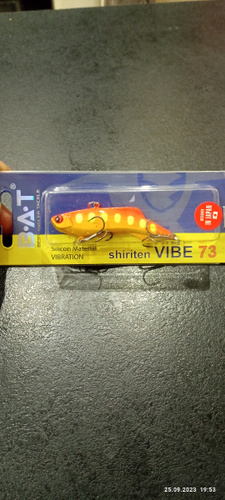 B·A·T
Silicon Material
VIBRATION
shiriten VIBE 73
25.09.2023 19:53